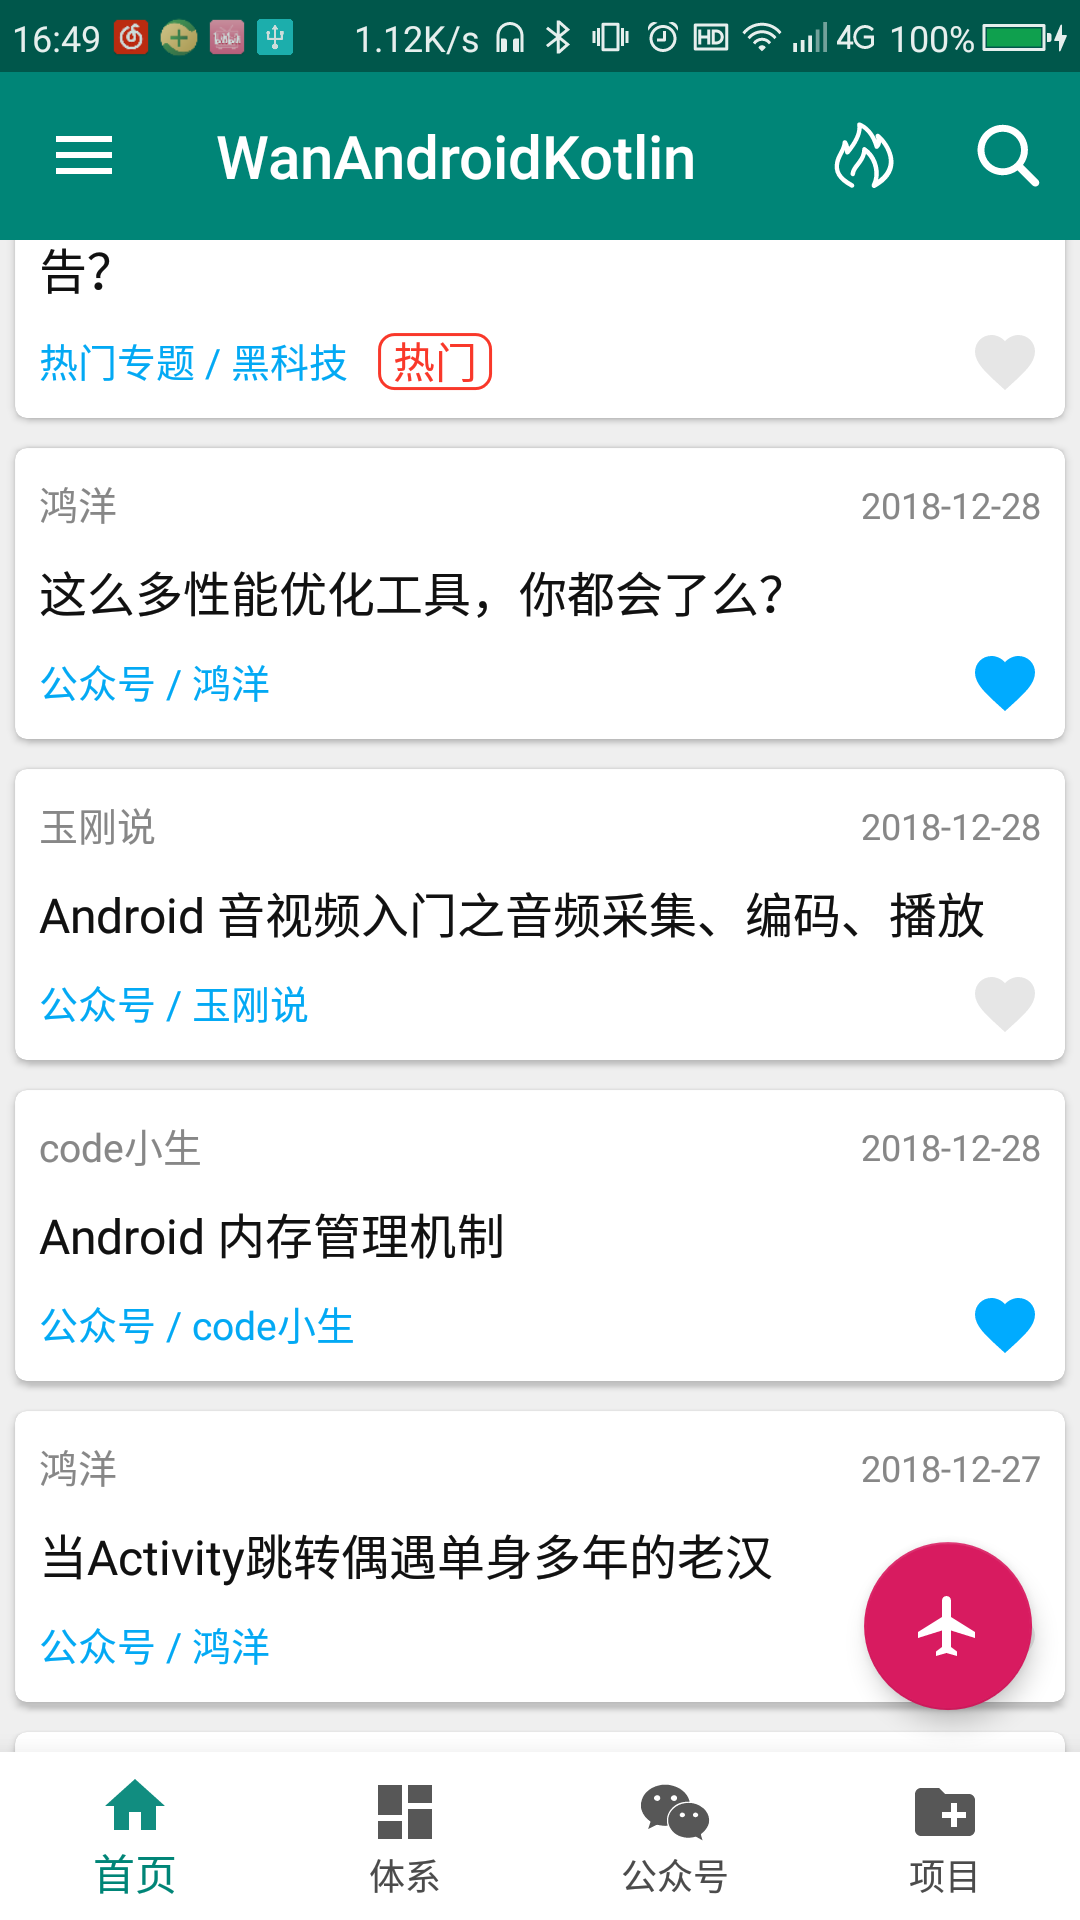 16:49 1.12K/s HD 4G 100%
WanAndroidKotlin
告?
热门专题 / 黑科技 热门
鸿洋 2018-12-28
这么多性能优化工具，你都会了么?
公众号 / 鸿洋
玉刚说 2018-12-28
Android 音视频入门之音频采集、编码、播放
公众号 / 玉刚说
code小生 2018-12-28
Android 内存管理机制
公众号 / code小生
鸿洋 2018-12-27
当Activity跳转偶遇单身多年的老汉
公众号 / 鸿洋
首页 体系 公众号 项目